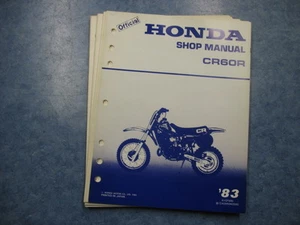 Official
HONDA
SHOP MANUAL
CR60R
CR
'83